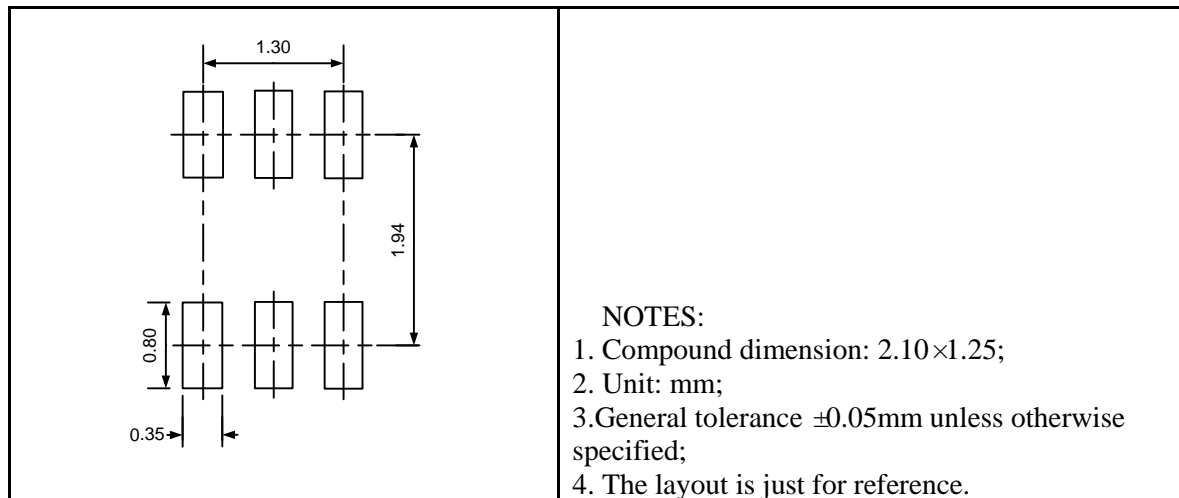 1.30
1.94
0.80
0.35
NOTES:
1. Compound dimension: 2.10×1.25;
2. Unit: mm;
3.General tolerance ±0.05mm unless otherwise
specified;
4. The layout is just for reference.